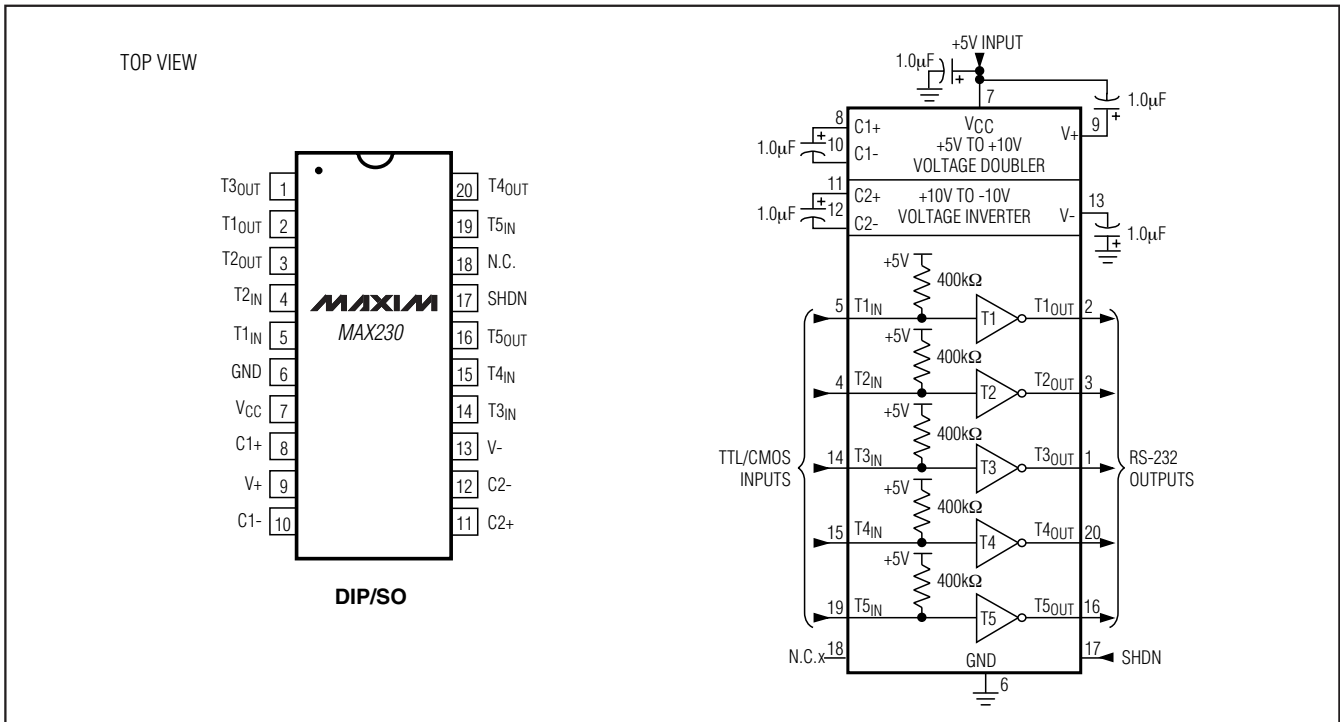 TOP VIEW
T3OUT 1
T1OUT 2
T2OUT 3
T2IN 4
T1IN 5
GND 6
VCC 7
C1+ 8
V+ 9
C1- 10
20 T4OUT
19 T5IN
18 N.C.
17 SHDN
16 T5OUT
15 T4IN
14 T3IN
13 V-
12 C2-
11 C2+
MAXIM
MAX230
DIP/SO
+5V INPUT
1.0µF
+
7
1.0µF
+
8 C1+
+
1.0µF
10 C1-
VCC
+5V TO +10V
VOLTAGE DOUBLER
V+ 9
11 C2+
+
1.0µF
12 C2-
+10V TO -10V
VOLTAGE INVERTER
V- 13
1.0µF
+
+5V
400kΩ
5 T1IN
T1
T1OUT 2
+5V
400kΩ
4 T2IN
T2
T2OUT 3
+5V
400kΩ
14 T3IN
T3
T3OUT 1
TTL/CMOS
INPUTS
RS-232
OUTPUTS
+5V
400kΩ
15 T4IN
T4
T4OUT 20
+5V
400kΩ
19 T5IN
T5
T5OUT 16
N.C.x 18
GND
17 SHDN
6